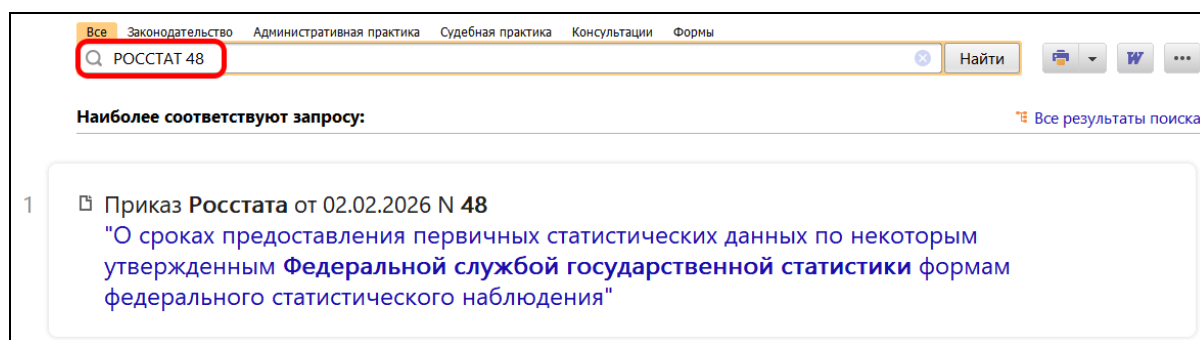 Все Законодательство Административная практика Судебная практика Консультации Формы
РОССТАТ 48 Найти W
Наиболее соответствуют запросу: Все результаты поиска
1 Приказ Росстата от 02.02.2026 N 48
"О сроках предоставления первичных статистических данных по некоторым
утвержденным Федеральной службой государственной статистики формам
федерального статистического наблюдения"